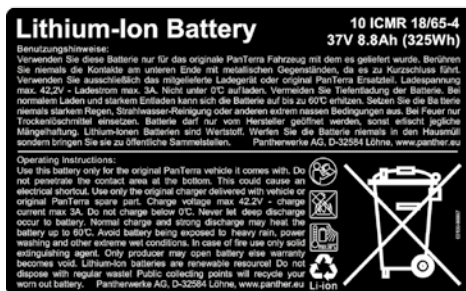 Lithium-Ion Battery
10 ICMR 18/65-4
37V 8.8Ah (325Wh)
Benutzungshinweise:
Verwenden Sie diese Batterie nur für das originale PanTerra Fahrzeug mit dem es geliefert wurde. Berühren
Sie niemals die Kontakte am unteren Ende mit metallischen Gegenständen, da es zu Kurzschluss führt.
Verwenden Sie ausschließlich das mitgelieferte Ladegerät oder original PanTerra Ersatzteil. Ladespannung
max. 42,2V - Ladestrom max. 3A. Nicht unter 0℃ aufladen. Vermeiden Sie Tiefentladung der Batterie. Bei
normalem Laden und starkem Entladen kann sich die Batterie auf bis zu 60℃ erhitzen. Setzen Sie die Batterie
niemals starkem Regen, Strahlwasser-Reinigung oder anderen extrem nassen Bedingungen aus. Bei Feuer nur
Trockenlöschmittel einsetzen. Batterie darf nur vom Hersteller geöffnet werden, sonst erlischt jegliche
Mängelhaftung. Lithium-Ionen Batterien sind Wertstoff. Werfen Sie die Batterie niemals in den Hausmüll
sondern bringen Sie sie zu öffentliche Sammelstellen. Pantherwerke AG, D-32584 Löhne, www.panther.eu
Operating Instructions:
Use this battery only for the original PanTerra vehicle it comes with. Do
not penetrate the contact area at the bottom. This could cause an
electrical shortcut. Use only the original charger delivered with vehicle or
original PanTerra spare part. Charge voltage max 42.2V - charge
current max 3A. Do not charge below 0℃. Never let deep discharge
occur to battery. Normal charge and strong discharge may heat the
battery up to 60℃. Avoid battery being exposed to heavy rain, power
washing and other extreme wet conditions. In case of fire use only solid
extinguishing agent. Only producer may open battery else warranty
becomes void. Lithium-Ion batteries are renewable resource! Do not
dispose with regular waste! Public collecting points will recycle your
worn out battery. Pantherwerke AG, D-32584 Löhne, www.panther.eu
Li-ion